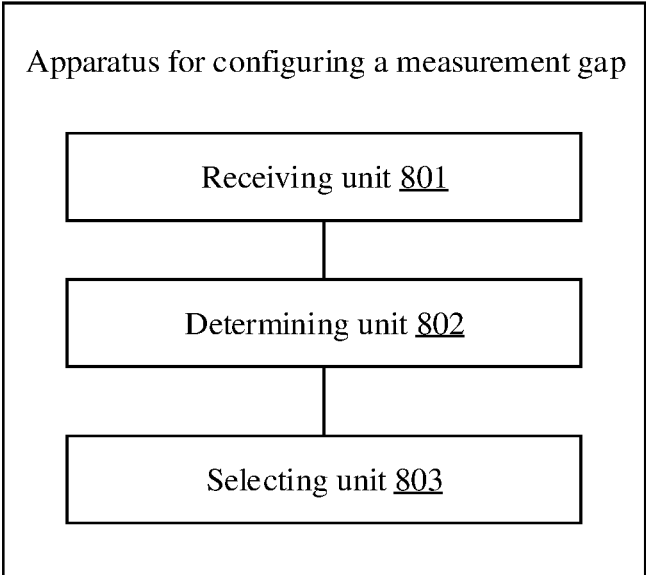 Apparatus for configuring a measurement gap
Receiving unit 801
Determining unit 802
Selecting unit 803